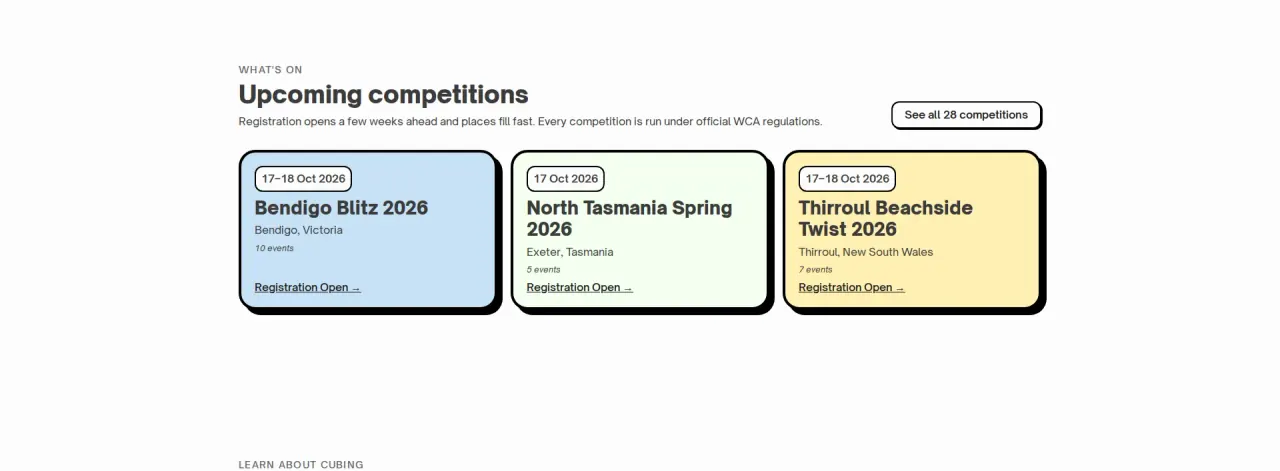 WHAT'S ON
Upcoming competitions
Registration opens a few weeks ahead and places fill fast. Every competition is run under official WCA regulations.
See all 28 competitions
17–18 Oct 2026
Bendigo Blitz 2026
Bendigo, Victoria
10 events
Registration Open →
17 Oct 2026
North Tasmania Spring
2026
Exeter, Tasmania
5 events
Registration Open →
17–18 Oct 2026
Thirroul Beachside
Twist 2026
Thirroul, New South Wales
7 events
Registration Open →
LEARN ABOUT CUBING